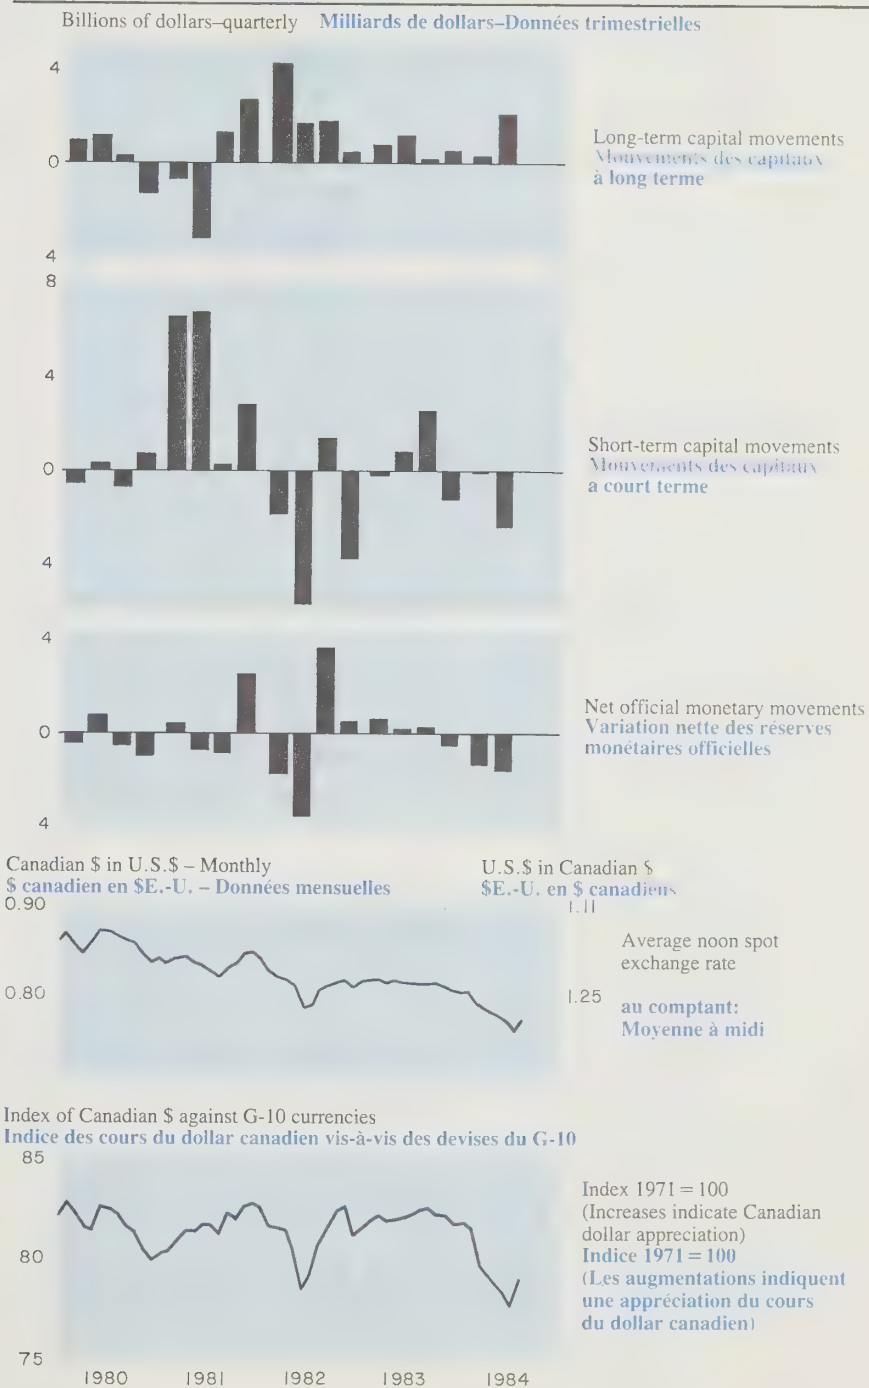 Billions of dollars–quarterly Milliards de dollars–Données trimestrielles
4
0
4
Long-term capital movements
Mouvements des capitaux
à long terme
8
4
0
4
Short-term capital movements
Mouvements des capitaux
a court terme
4
0
4
Net official monetary movements
Variation nette des réserves
monétaires officielles
Canadian $ in U.S.$ – Monthly
$ canadien en $E.-U. – Données mensuelles
U.S.$ in Canadian $
$E.-U. en $ canadiens
0.90
0.80
1.11
1.25
Average noon spot
exchange rate
au comptant:
Moyenne à midi
Index of Canadian $ against G-10 currencies
Indice des cours du dollar canadien vis-à-vis des devises du G-10
85
80
75
Index 1971 = 100
(Increases indicate Canadian
dollar appreciation)
Indice 1971 = 100
(Les augmentations indiquent
une appréciation du cours
du dollar canadien)
1980 1981 1982 1983 1984